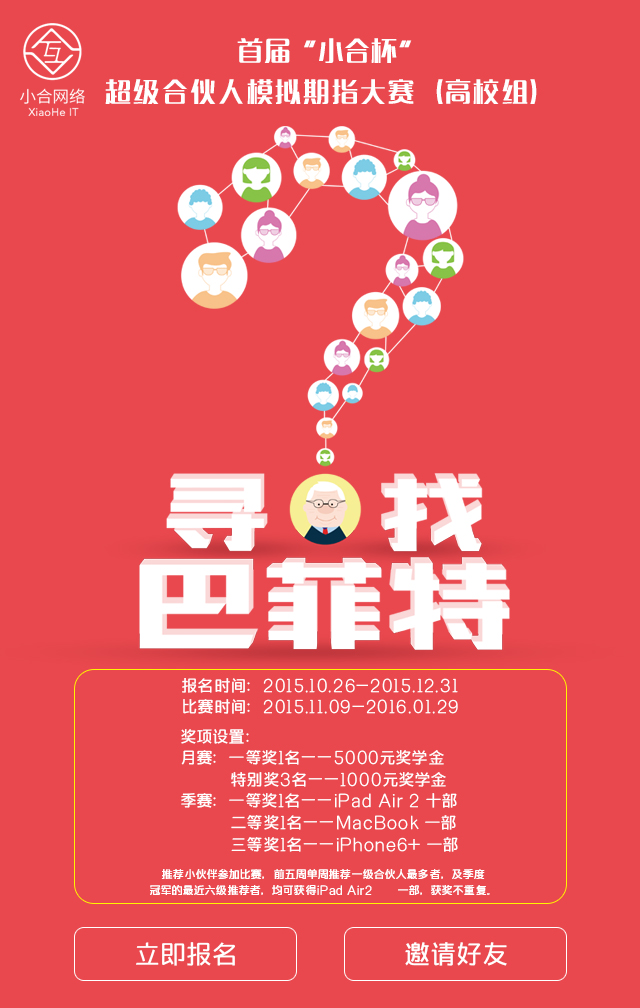 小合网络
XiaoHe IT
首届“小合杯”
超级合伙人模拟期指大赛（高校组）
寻找
巴菲特
报名时间：2015.10.26—2015.12.31
比赛时间：2015.11.09—2016.01.29
奖项设置：
月赛：一等奖1名——5000元奖学金
特别奖3名——1000元奖学金
季赛：一等奖1名——iPad Air 2 十部
二等奖1名——MacBook 一部
三等奖1名——iPhone6+ 一部
推荐小伙伴参加比赛，前五周单周推荐一级合伙人最多者，及季度
冠军的最近六级推荐者，均可获得iPad Air2 一部，获奖不重复。
立即报名
邀请好友